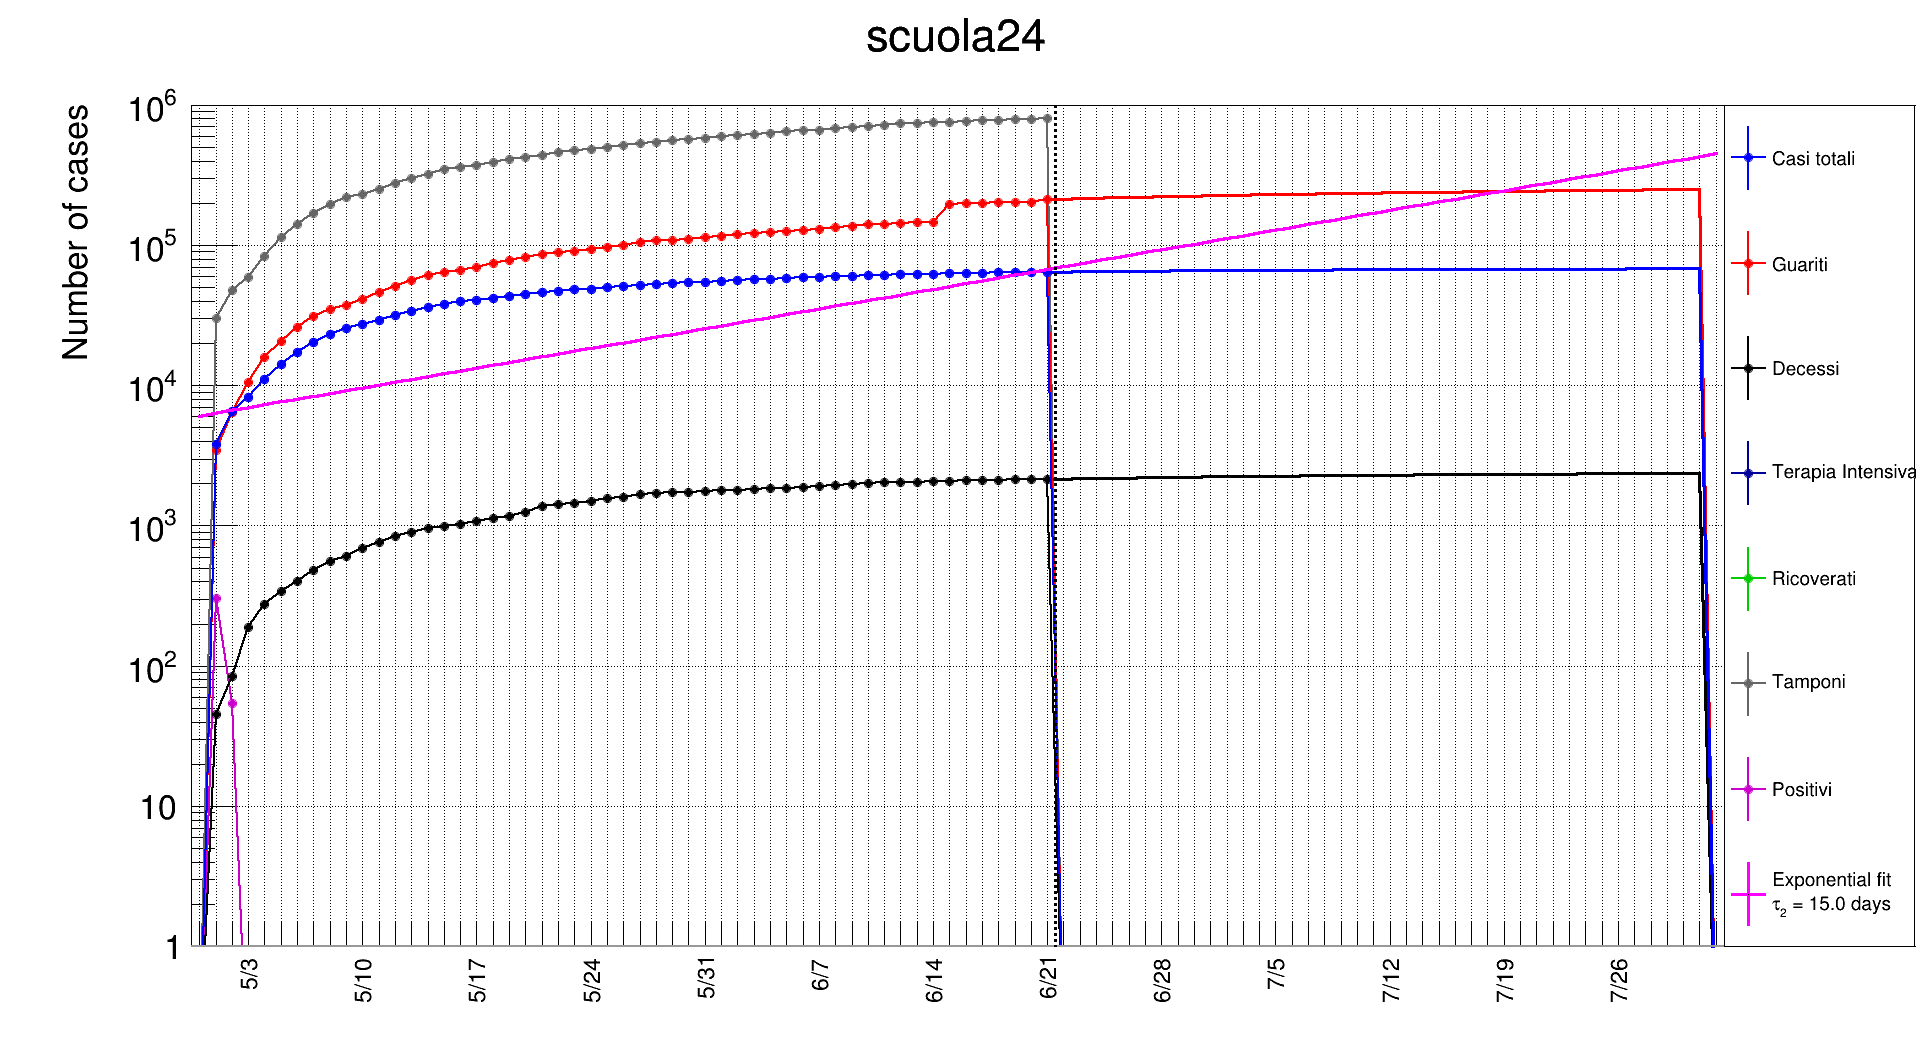 scuola24
Number of cases
10^6
10^5
10^4
10^3
10^2
10
1
5/3
5/10
5/17
5/24
5/31
6/7
6/14
6/21
6/28
7/5
7/12
7/19
7/26
Casi totali
Guariti
Decessi
Terapia Intensiva
Ricoverati
Tamponi
Positivi
Exponential fit
τ_2 = 15.0 days